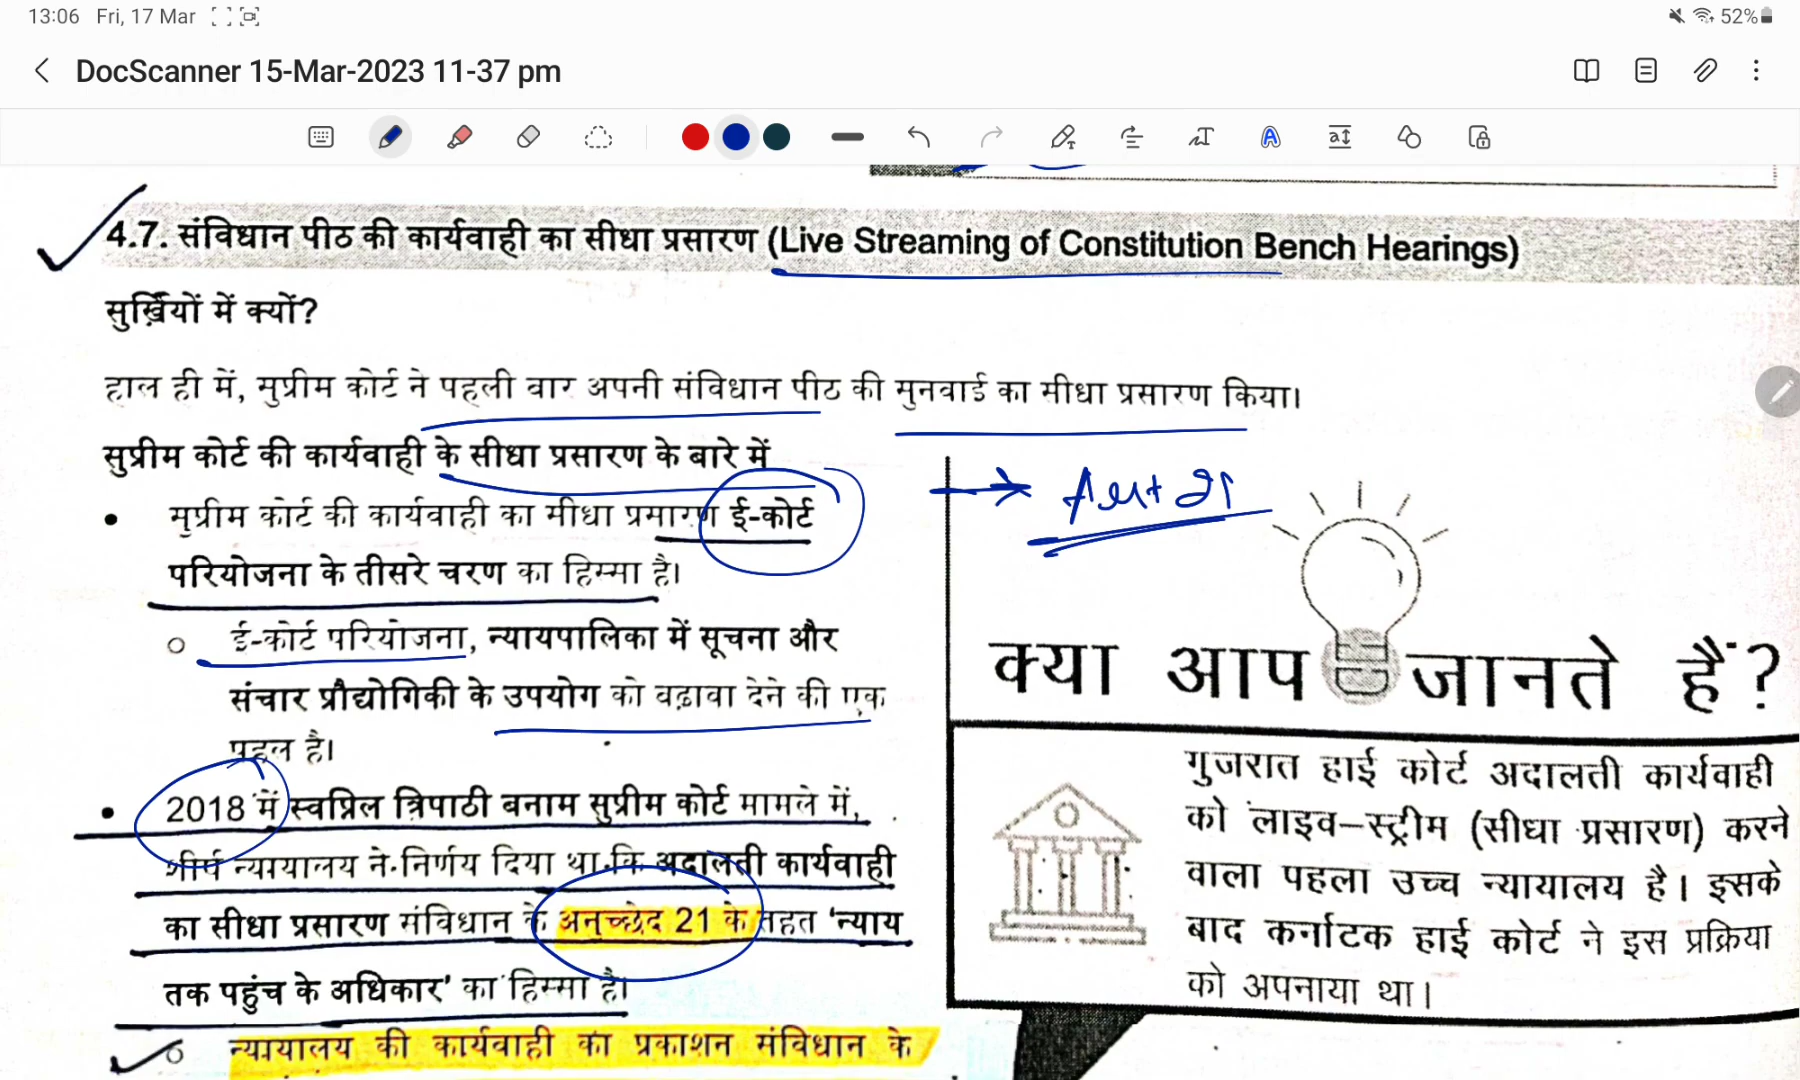 13:06 Fri, 17 Mar
52%
DocScanner 15-Mar-2023 11-37 pm
4.7. संविधान पीठ की कार्यवाही का सीधा प्रसारण (Live Streaming of Constitution Bench Hearings)
सुर्ख़ियों में क्यों?
हाल ही में, सुप्रीम कोर्ट ने पहली बार अपनी संविधान पीठ की सुनवाई का सीधा प्रसारण किया।
सुप्रीम कोर्ट की कार्यवाही के सीधा प्रसारण के बारे में
• सुप्रीम कोर्ट की कार्यवाही का सीधा प्रसारण ई-कोर्ट
परियोजना के तीसरे चरण का हिस्सा है।
○ ई-कोर्ट परियोजना, न्यायपालिका में सूचना और
संचार प्रौद्योगिकी के उपयोग को बढ़ावा देने की एक
पहल है।
• 2018 में स्वप्निल त्रिपाठी बनाम सुप्रीम कोर्ट मामले में,
शीर्ष न्यायालय ने निर्णय दिया था कि अदालती कार्यवाही
का सीधा प्रसारण संविधान के अनुच्छेद 21 के तहत 'न्याय
तक पहुंच के अधिकार' का हिस्सा है।
○ न्यायालय की कार्यवाही का प्रकाशन संविधान के
→ 21
क्या आप जानते हैं?
गुजरात हाई कोर्ट अदालती कार्यवाही
को लाइव-स्ट्रीम (सीधा प्रसारण) करने
वाला पहला उच्च न्यायालय है। इसके
बाद कर्नाटक हाई कोर्ट ने इस प्रक्रिया
को अपनाया था।